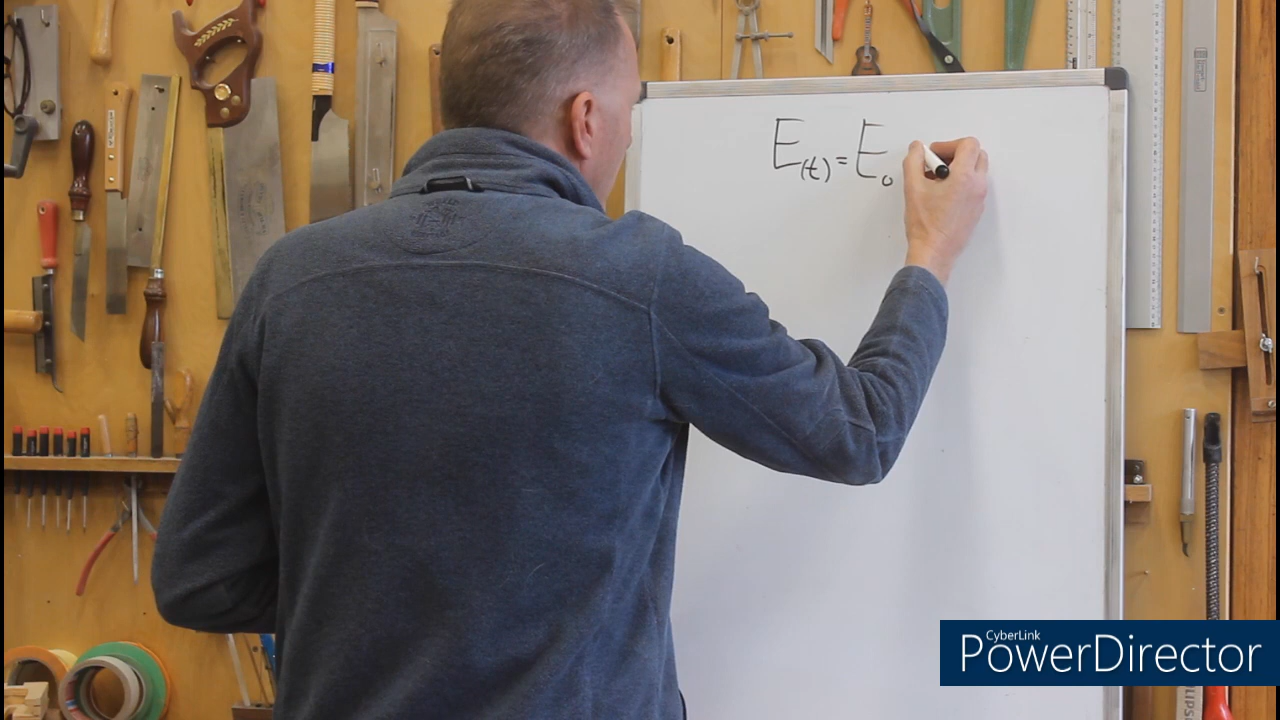 E(t) = E₀
CyberLink
PowerDirector